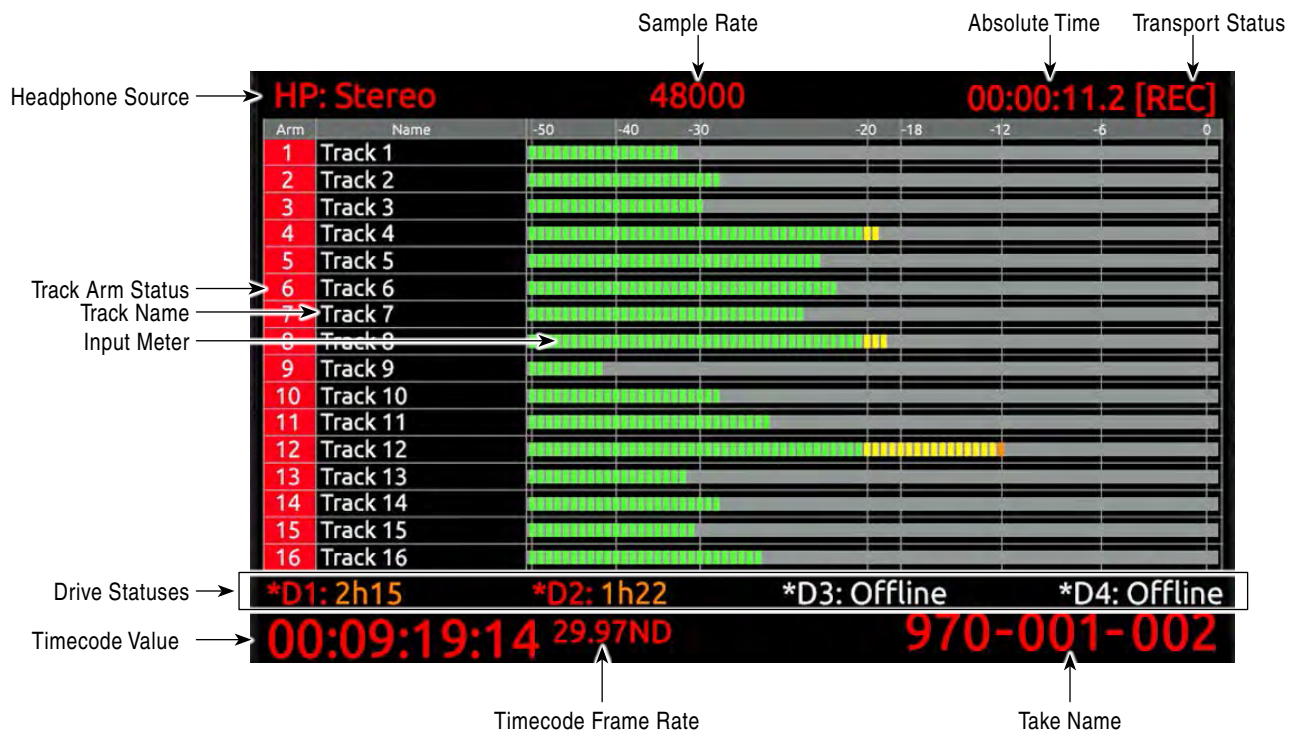 Sample Rate Absolute Time Transport Status
Headphone Source HP: Stereo 48000 00:00:11.2 [REC]
Arm Name -50 -40 -30 -20 -18 -12 -6 0
1 Track 1
2 Track 2
3 Track 3
4 Track 4
5 Track 5
Track Arm Status 6 Track 6
Track Name 7 Track 7
Input Meter 8 Track 8
9 Track 9
10 Track 10
11 Track 11
12 Track 12
13 Track 13
14 Track 14
15 Track 15
16 Track 16
Drive Statuses *D1: 2h15 *D2: 1h22 *D3: Offline *D4: Offline
Timecode Value 00:09:19:14 29.97ND 970-001-002
Timecode Frame Rate Take Name